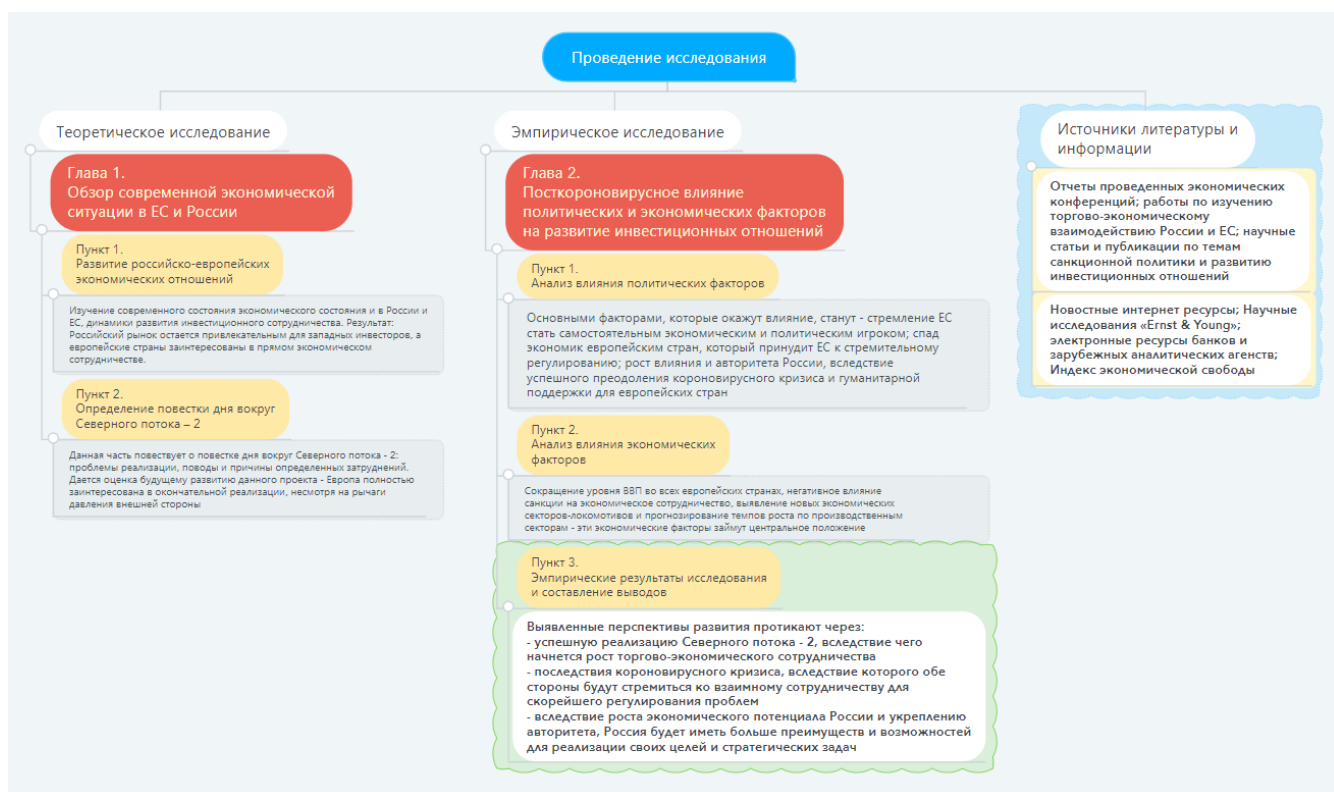 Проведение исследования
Теоретическое исследование
Глава 1.
Обзор современной экономической
ситуации в ЕС и России
Пункт 1.
Развитие российско-европейских
экономических отношений
Изучение современного состояния экономического состояния и в России и
ЕС, динамики развития инвестиционного сотрудничества. Результат:
Российский рынок остается привлекательным для западных инвесторов, а
европейские страны заинтересованы в прямом экономическом
сотрудничестве.
Пункт 2.
Определение повестки дня вокруг
Северного потока – 2
Данная часть повествует о повестке дня вокруг Северного потока - 2:
проблемы реализации, поводы и причины определенных затруднений.
Дается оценка будущему развитию данного проекта - Европа полностью
заинтересована в окончательной реализации, несмотря на рычаги
давления внешней стороны
Эмпирическое исследование
Глава 2.
Посткороновирусное влияние
политических и экономических факторов
на развитие инвестиционных отношений
Пункт 1.
Анализ влияния политических факторов
Основными факторами, которые окажут влияние, станут - стремление ЕС
стать самостоятельным экономическим и политическим игроком; спад
экономик европейским стран, который принудит ЕС к стремительному
регулированию; рост влияния и авторитета России, вследствие
успешного преодоления короновирусного кризиса и гуманитарной
поддержки для европейских стран
Пункт 2.
Анализ влияния экономических
факторов
Сокращение уровня ВВП во всех европейских странах, негативное влияние
санкции на экономическое сотрудничество, выявление новых экономических
секторов-локомотивов и прогнозирование темпов роста по производственным
секторам - эти экономические факторы займут центральное положение
Пункт 3.
Эмпирические результаты исследования
и составление выводов
Выявленные перспективы развития протикают через:
- успешную реализацию Северного потока - 2, вследствие чего
начнется рост торгово-экономического сотрудничества
- последствия короновирусного кризиса, вследствие которого обе
стороны будут стремиться ко взаимному сотрудничеству для
скорейшего регулирования проблем
- вследствие роста экономического потенциала России и укреплению
авторитета, Россия будет иметь больше преимуществ и возможностей
для реализации своих целей и стратегических задач
Источники литературы и
информации
Отчеты проведенных экономических
конференций; работы по изучению
торгово-экономическому
взаимодействию России и ЕС; научные
статьи и публикации по темам
санкционной политики и развитию
инвестиционных отношений
Новостные интернет ресурсы; Научные
исследования «Ernst & Young»;
электронные ресурсы банков и
зарубежных аналитических агенств;
Индекс экономической свободы